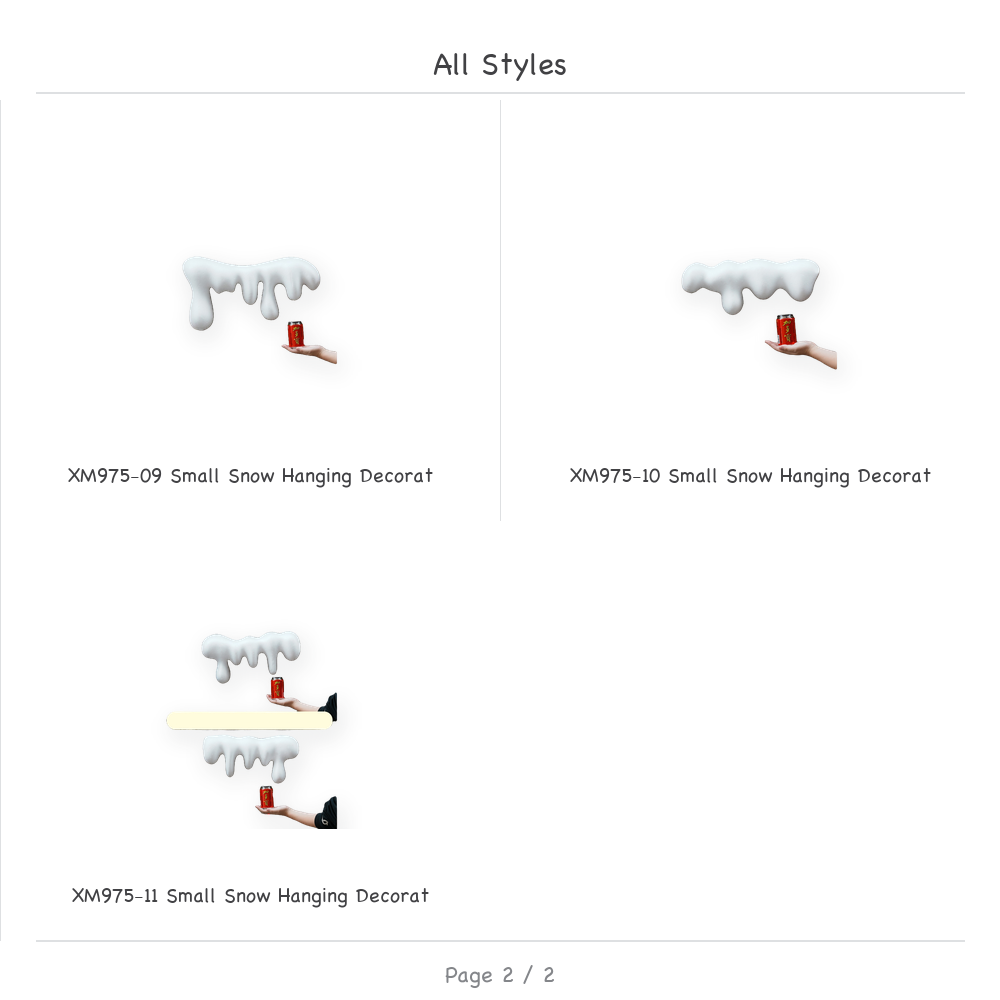 All Styles
XM975-09 Small Snow Hanging Decorat
XM975-10 Small Snow Hanging Decorat
XM975-11 Small Snow Hanging Decorat
Page 2 / 2